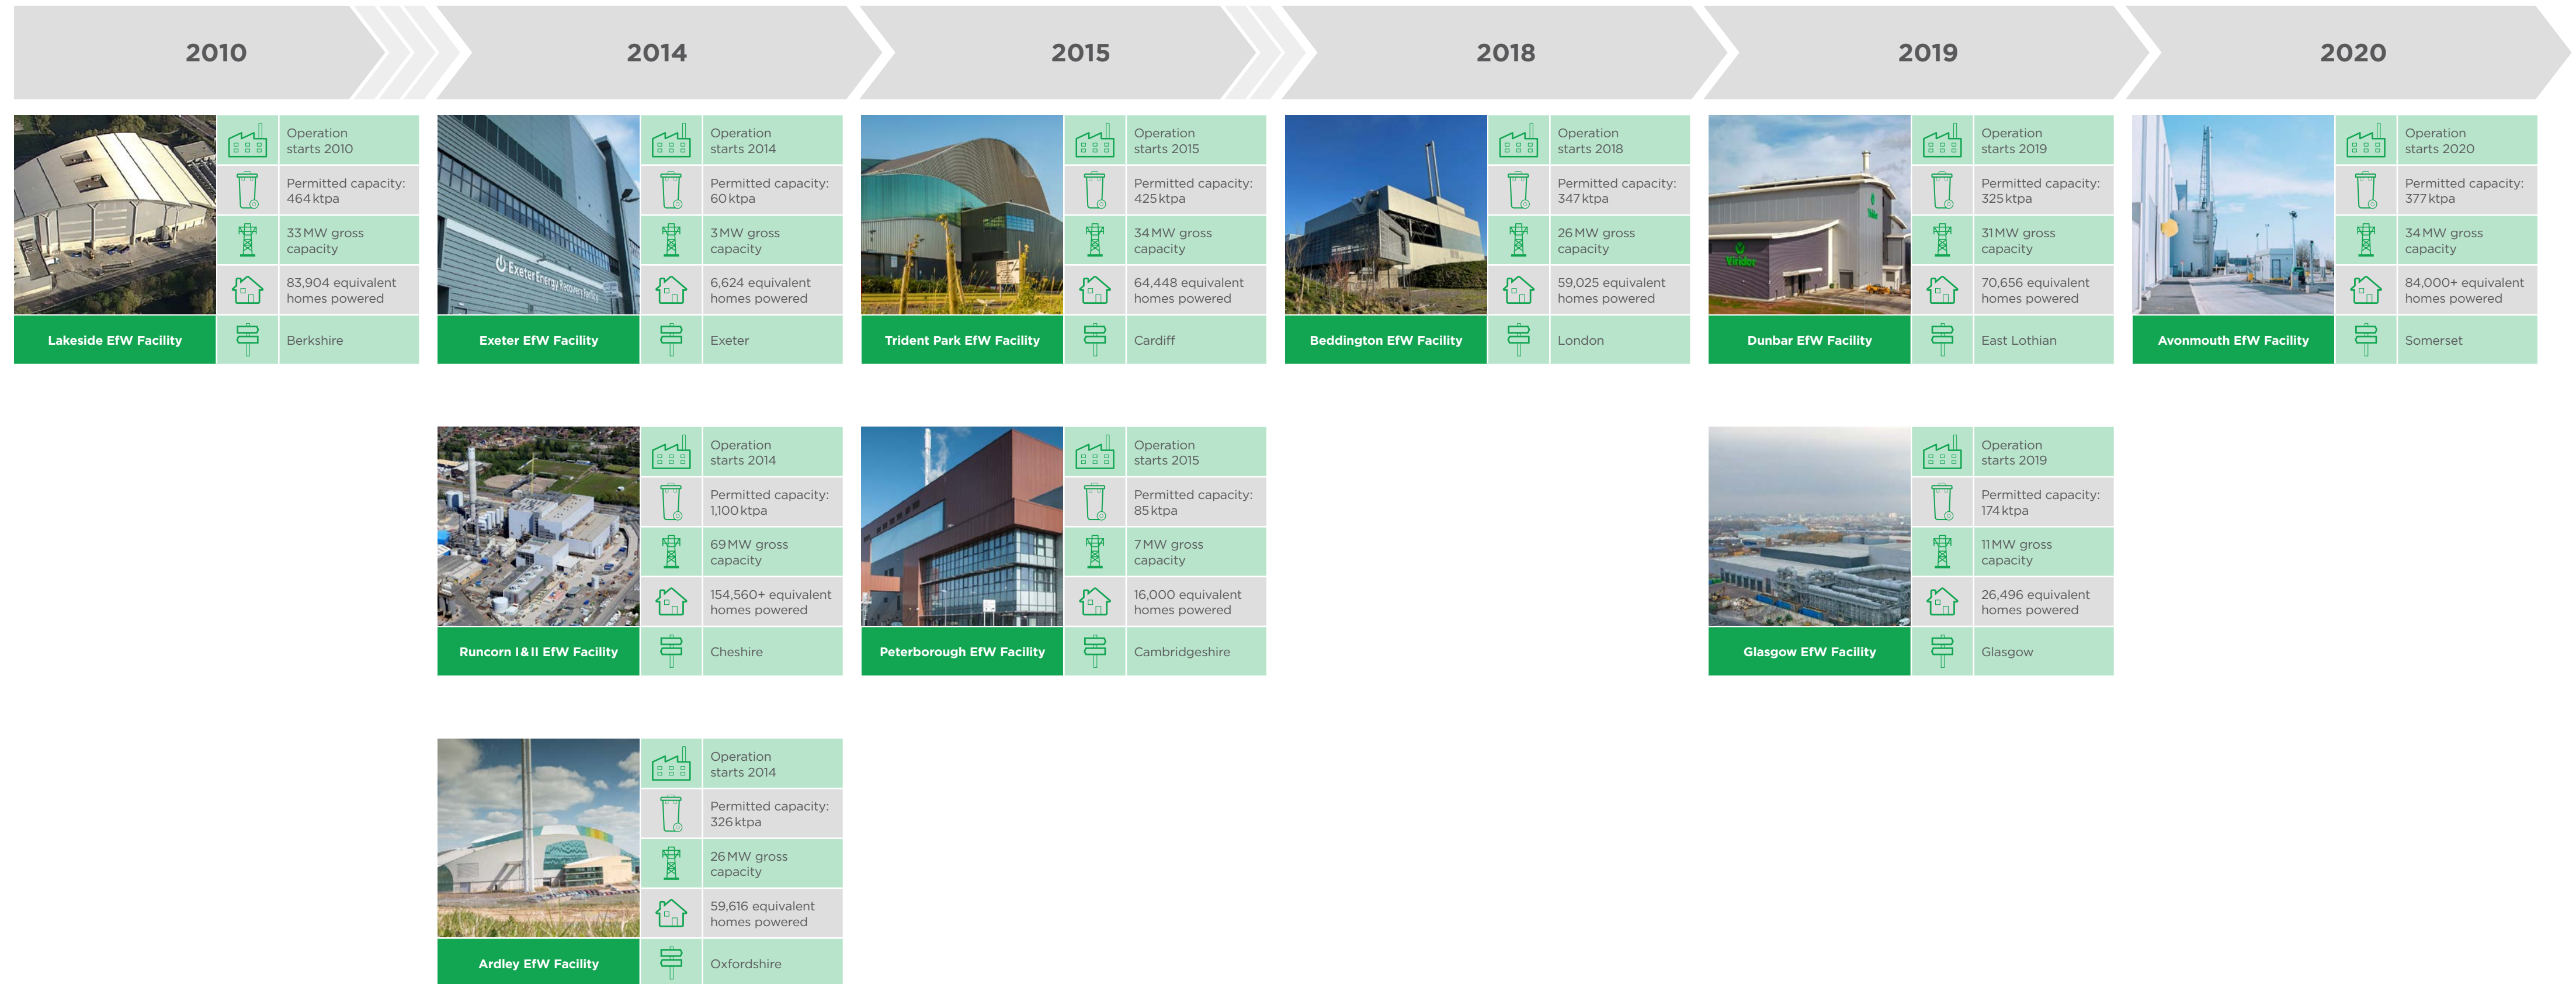 2010
2014
2015
2018
2019
2020
Operation
starts 2010
Permitted capacity:
464 ktpa
33 MW gross
capacity
83,904 equivalent
homes powered
Lakeside EfW Facility
Berkshire
ExeterEnergy Recovery Facility
Operation
starts 2014
Permitted capacity:
60 ktpa
3 MW gross
capacity
6,624 equivalent
homes powered
Exeter EfW Facility
Exeter
Operation
starts 2015
Permitted capacity:
425 ktpa
34 MW gross
capacity
64,448 equivalent
homes powered
Trident Park EfW Facility
Cardiff
Operation
starts 2018
Permitted capacity:
347 ktpa
26 MW gross
capacity
59,025 equivalent
homes powered
Beddington EfW Facility
London
Viridor
Operation
starts 2019
Permitted capacity:
325 ktpa
31 MW gross
capacity
70,656 equivalent
homes powered
Dunbar EfW Facility
East Lothian
Operation
starts 2020
Permitted capacity:
377 ktpa
34 MW gross
capacity
84,000+ equivalent
homes powered
Avonmouth EfW Facility
Somerset
Operation
starts 2014
Permitted capacity:
1,100 ktpa
69 MW gross
capacity
154,560+ equivalent
homes powered
Runcorn I & II EfW Facility
Cheshire
Operation
starts 2015
Permitted capacity:
85 ktpa
7 MW gross
capacity
16,000 equivalent
homes powered
Peterborough EfW Facility
Cambridgeshire
Operation
starts 2019
Permitted capacity:
174 ktpa
11 MW gross
capacity
26,496 equivalent
homes powered
Glasgow EfW Facility
Glasgow
Operation
starts 2014
Permitted capacity:
326 ktpa
26 MW gross
capacity
59,616 equivalent
homes powered
Ardley EfW Facility
Oxfordshire